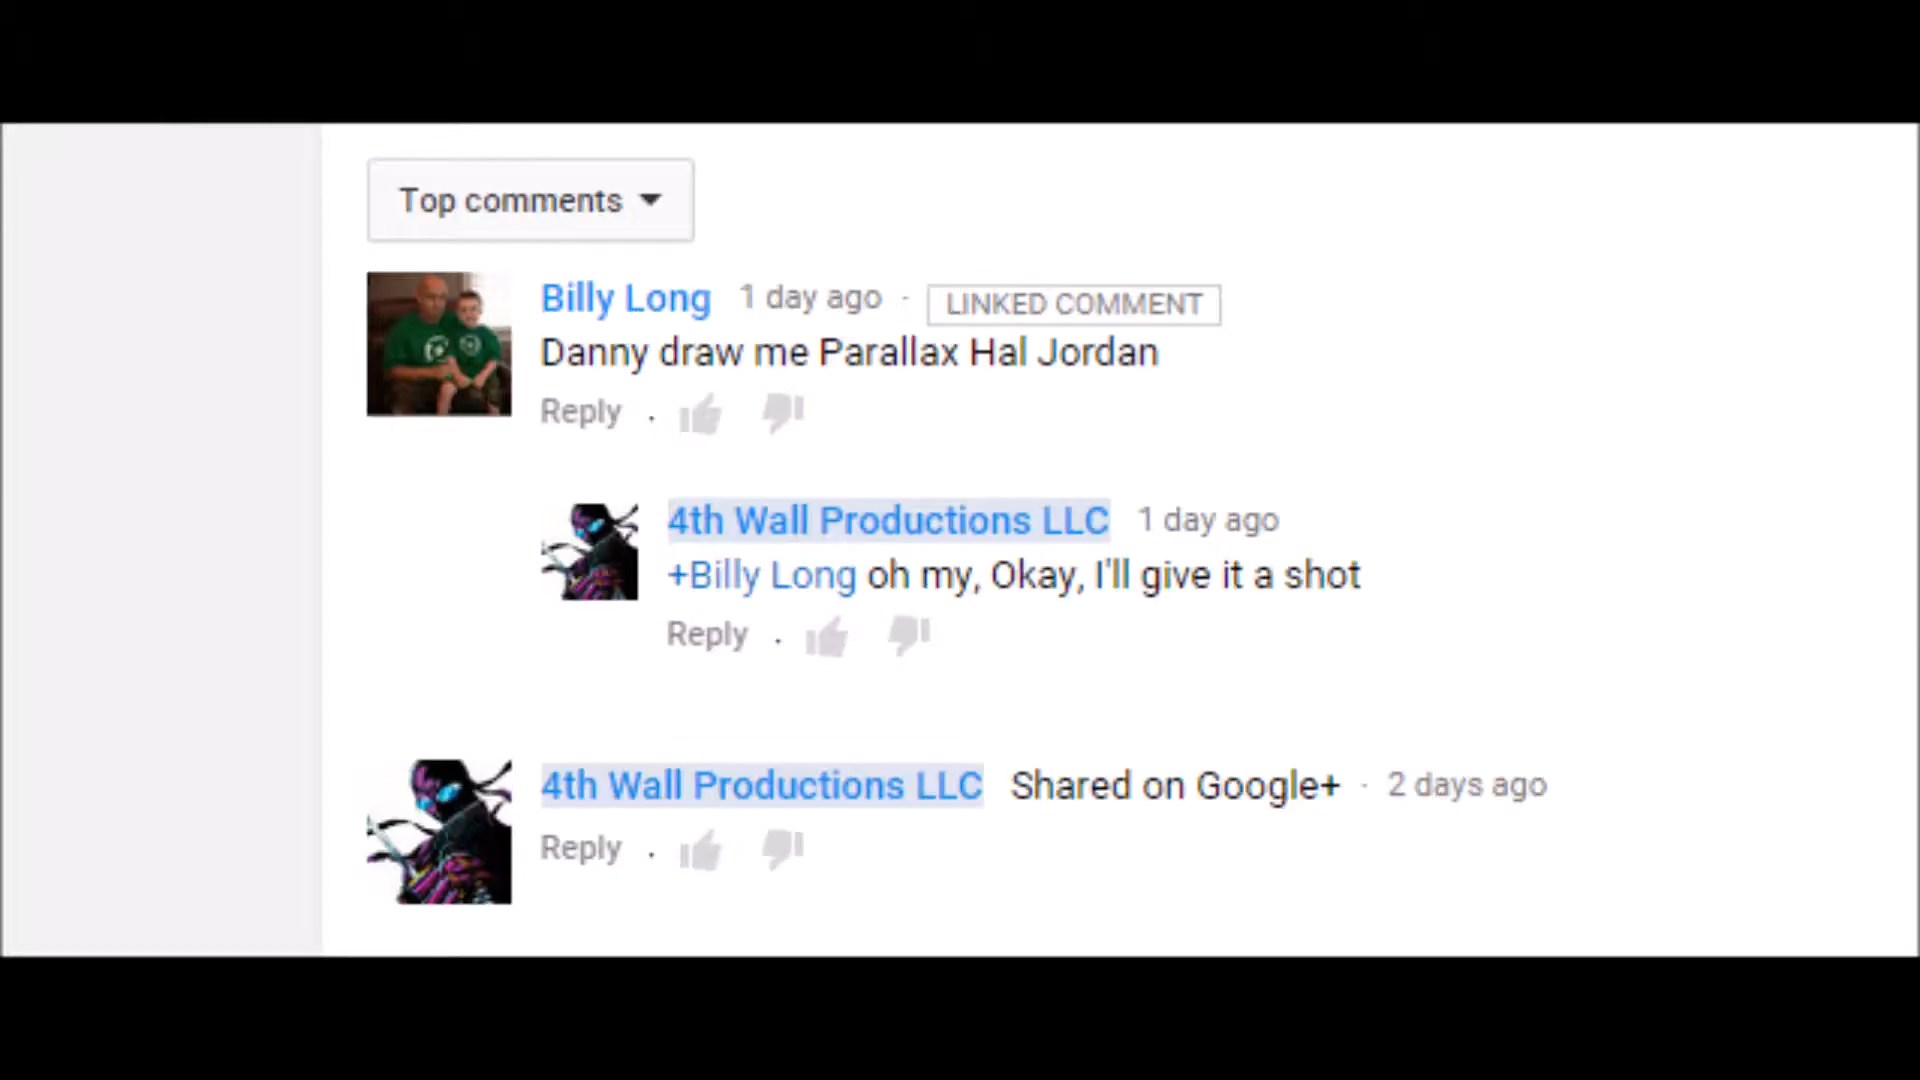 Top comments
Billy Long 1 day ago · LINKED COMMENT
Danny draw me Parallax Hal Jordan
Reply .
4th Wall Productions LLC 1 day ago
+Billy Long oh my, Okay, I'll give it a shot
Reply .
4th Wall Productions LLC Shared on Google+ · 2 days ago
Reply .